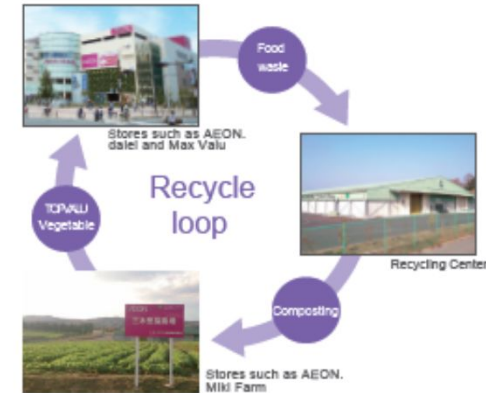 Food
waste
Stores such as AEON.
daiei and Max Valu
Recycle
loop
TOPVALU
Vegetable
Recycling Center
Composting
AEON
Stores such as AEON.
Miki Farm